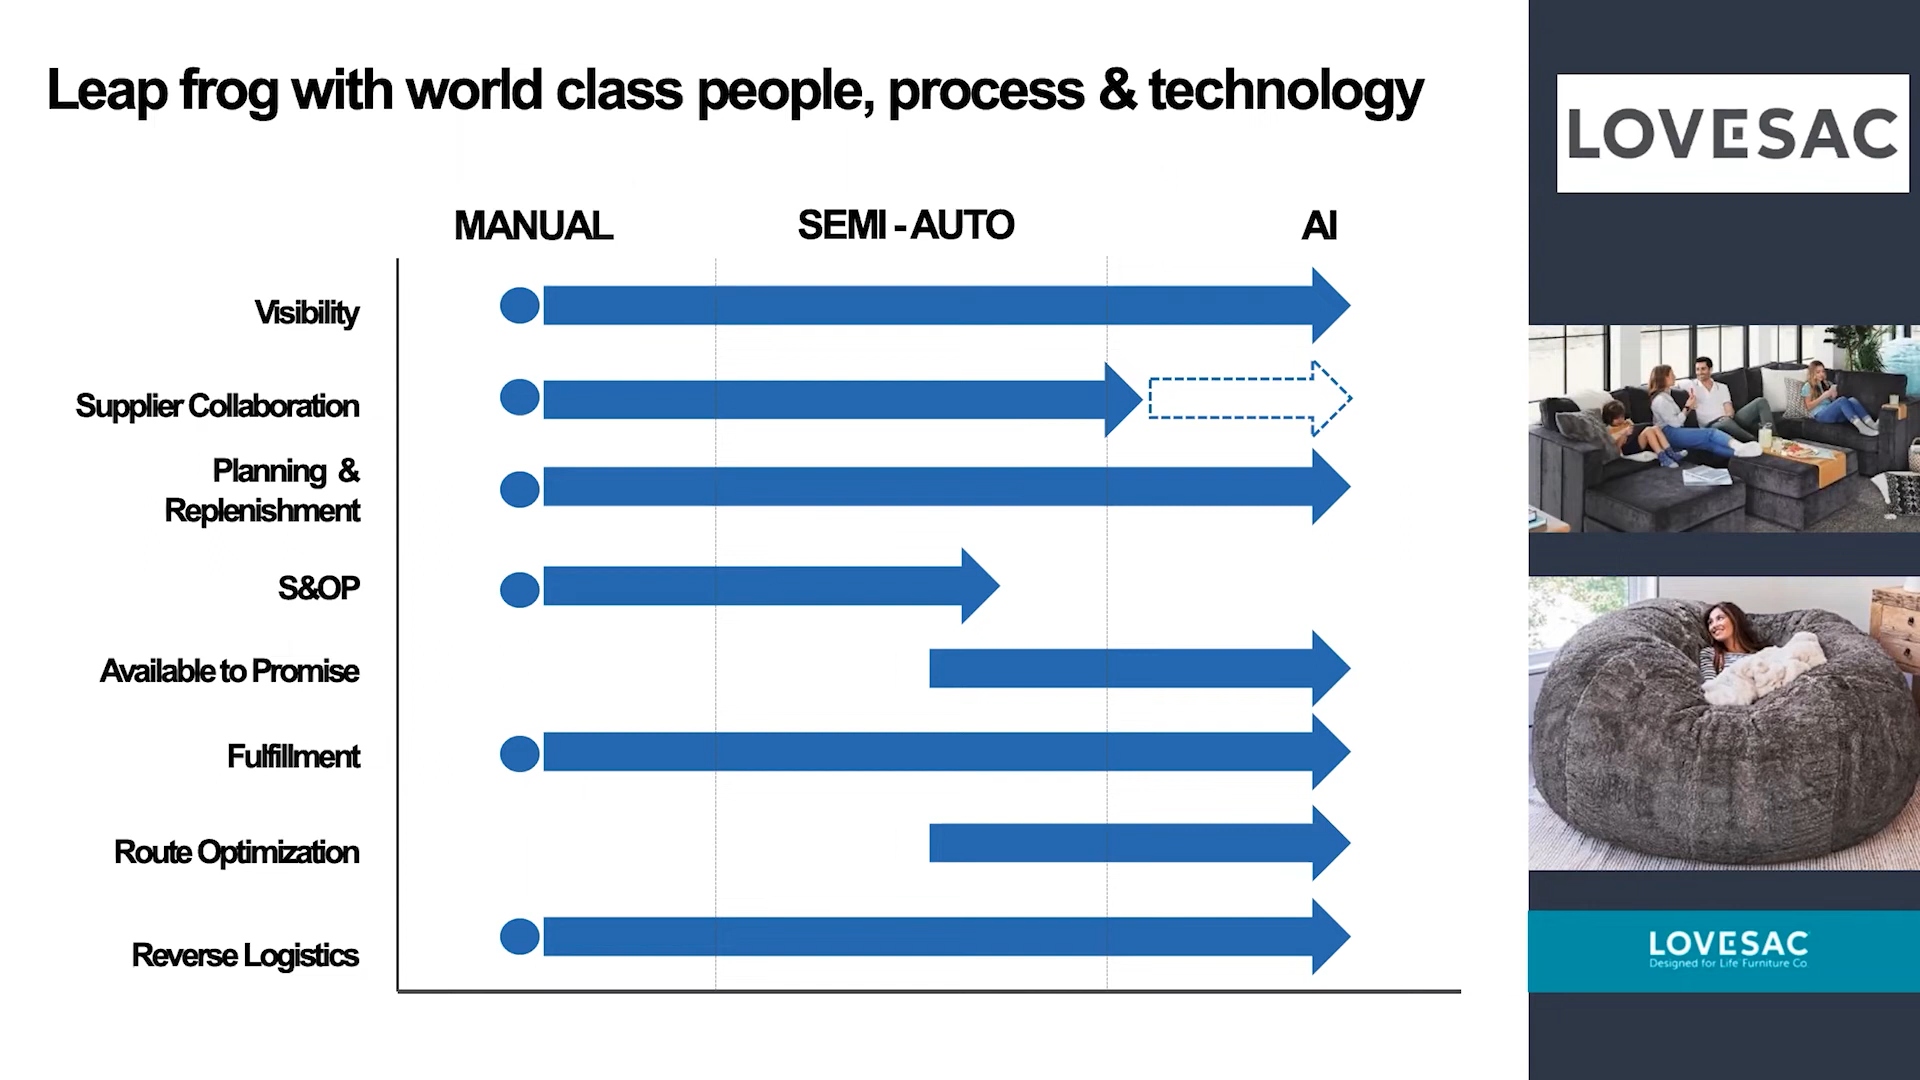 Leap frog with world class people, process & technology
LOVESAC
MANUAL
SEMI - AUTO
AI
Visibility
Supplier Collaboration
Planning &
Replenishment
S&OP
Available to Promise
Fulfillment
Route Optimization
Reverse Logistics
LOVESAC
Designed for Life Furniture Co.